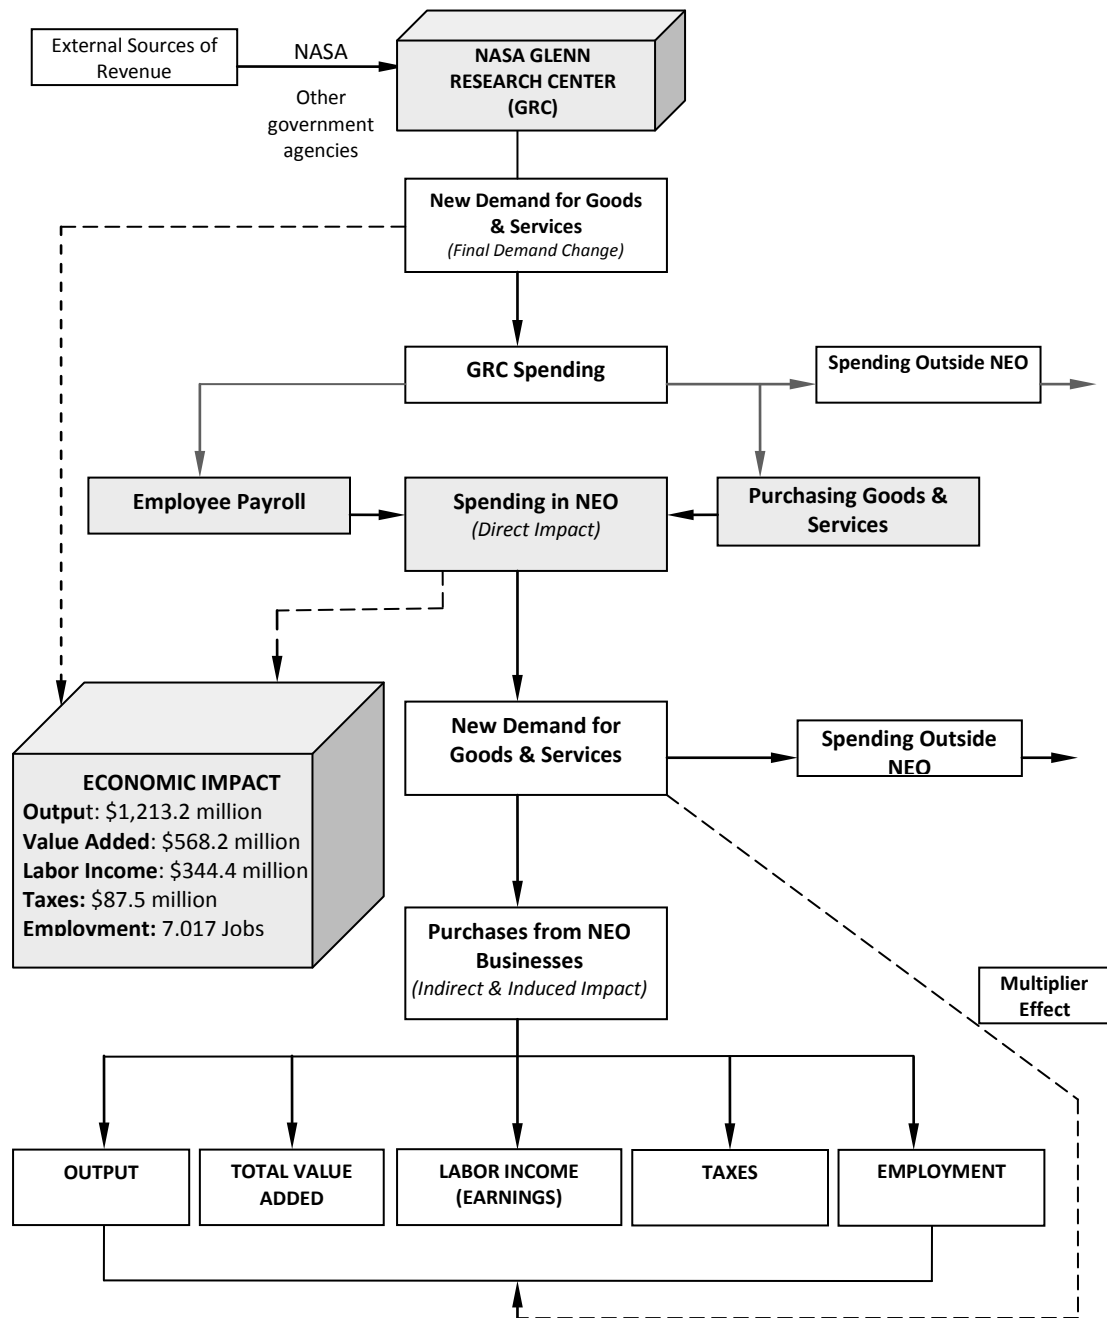 External Sources of
Revenue
NASA
Other
government
agencies
NASA GLENN
RESEARCH CENTER
(GRC)
New Demand for Goods
& Services
(Final Demand Change)
GRC Spending
Spending Outside NEO
Employee Payroll
Spending in NEO
(Direct Impact)
Purchasing Goods &
Services
New Demand for
Goods & Services
Spending Outside
NEO
ECONOMIC IMPACT
Output: $1,213.2 million
Value Added: $568.2 million
Labor Income: $344.4 million
Taxes: $87.5 million
Employment: 7,017 Jobs
Purchases from NEO
Businesses
(Indirect & Induced Impact)
Multiplier
Effect
OUTPUT
TOTAL VALUE
ADDED
LABOR INCOME
(EARNINGS)
TAXES
EMPLOYMENT